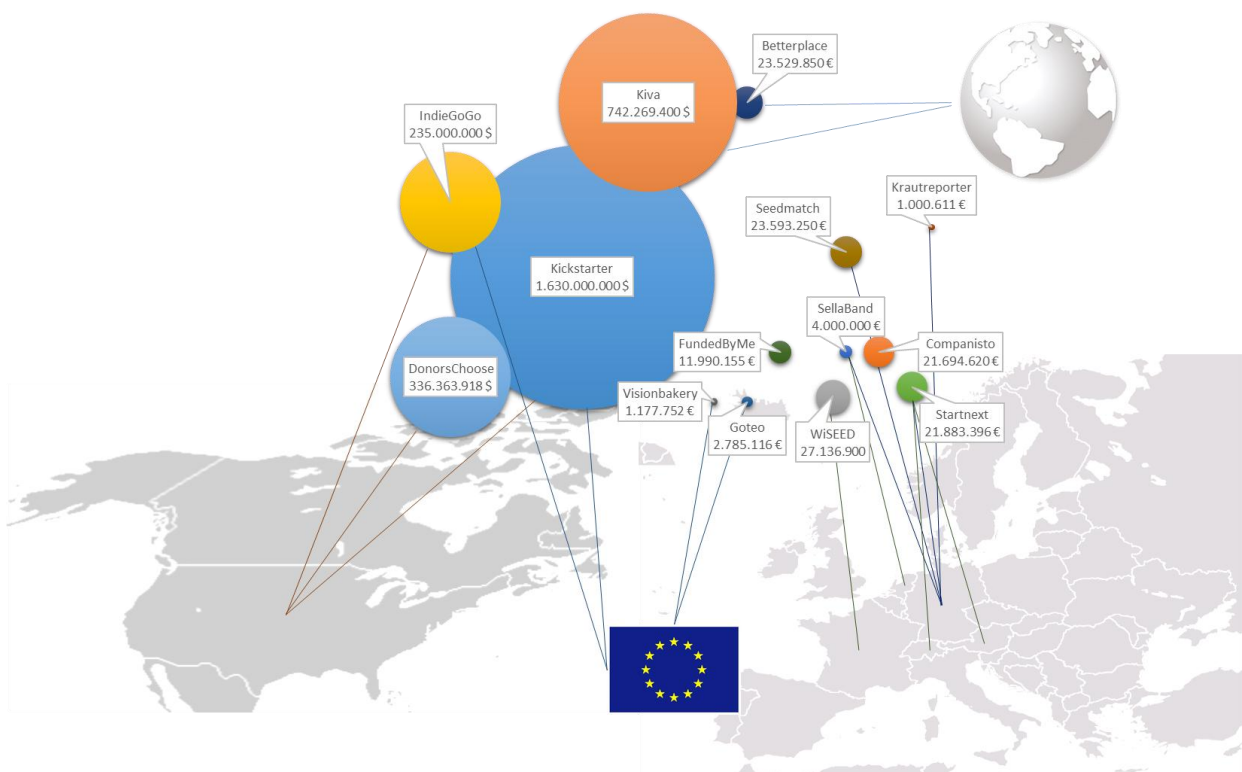 Betterplace
23.529.850 €
Kiva
742.269.400 $
IndieGoGo
235.000.000 $
Krautreporter
1.000.611 €
Seedmatch
23.593.250 €
Kickstarter
1.630.000.000 $
SellaBand
4.000.000 €
FundedByMe
11.990.155 €
Companisto
21.694.620 €
DonorsChoose
336.363.918 $
Visionbakery
1.177.752 €
Goteo
2.785.116 €
WiSEED
27.136.900
Startnext
21.883.396 €